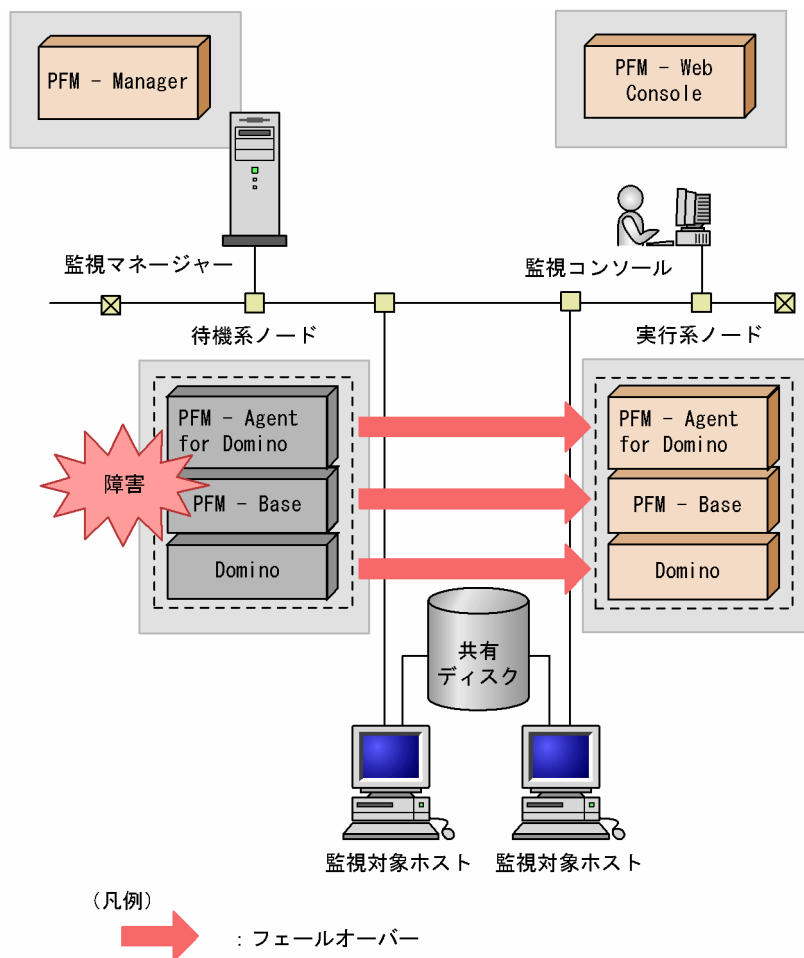 PFM - Manager
PFM - Web
Console
監視マネージャー
監視コンソール
待機系ノード
実行系ノード
PFM - Agent
for Domino
PFM - Agent
for Domino
障害
PFM - Base
PFM - Base
Domino
Domino
共有
ディスク
監視対象ホスト
監視対象ホスト
(凡例)
：フェールオーバー